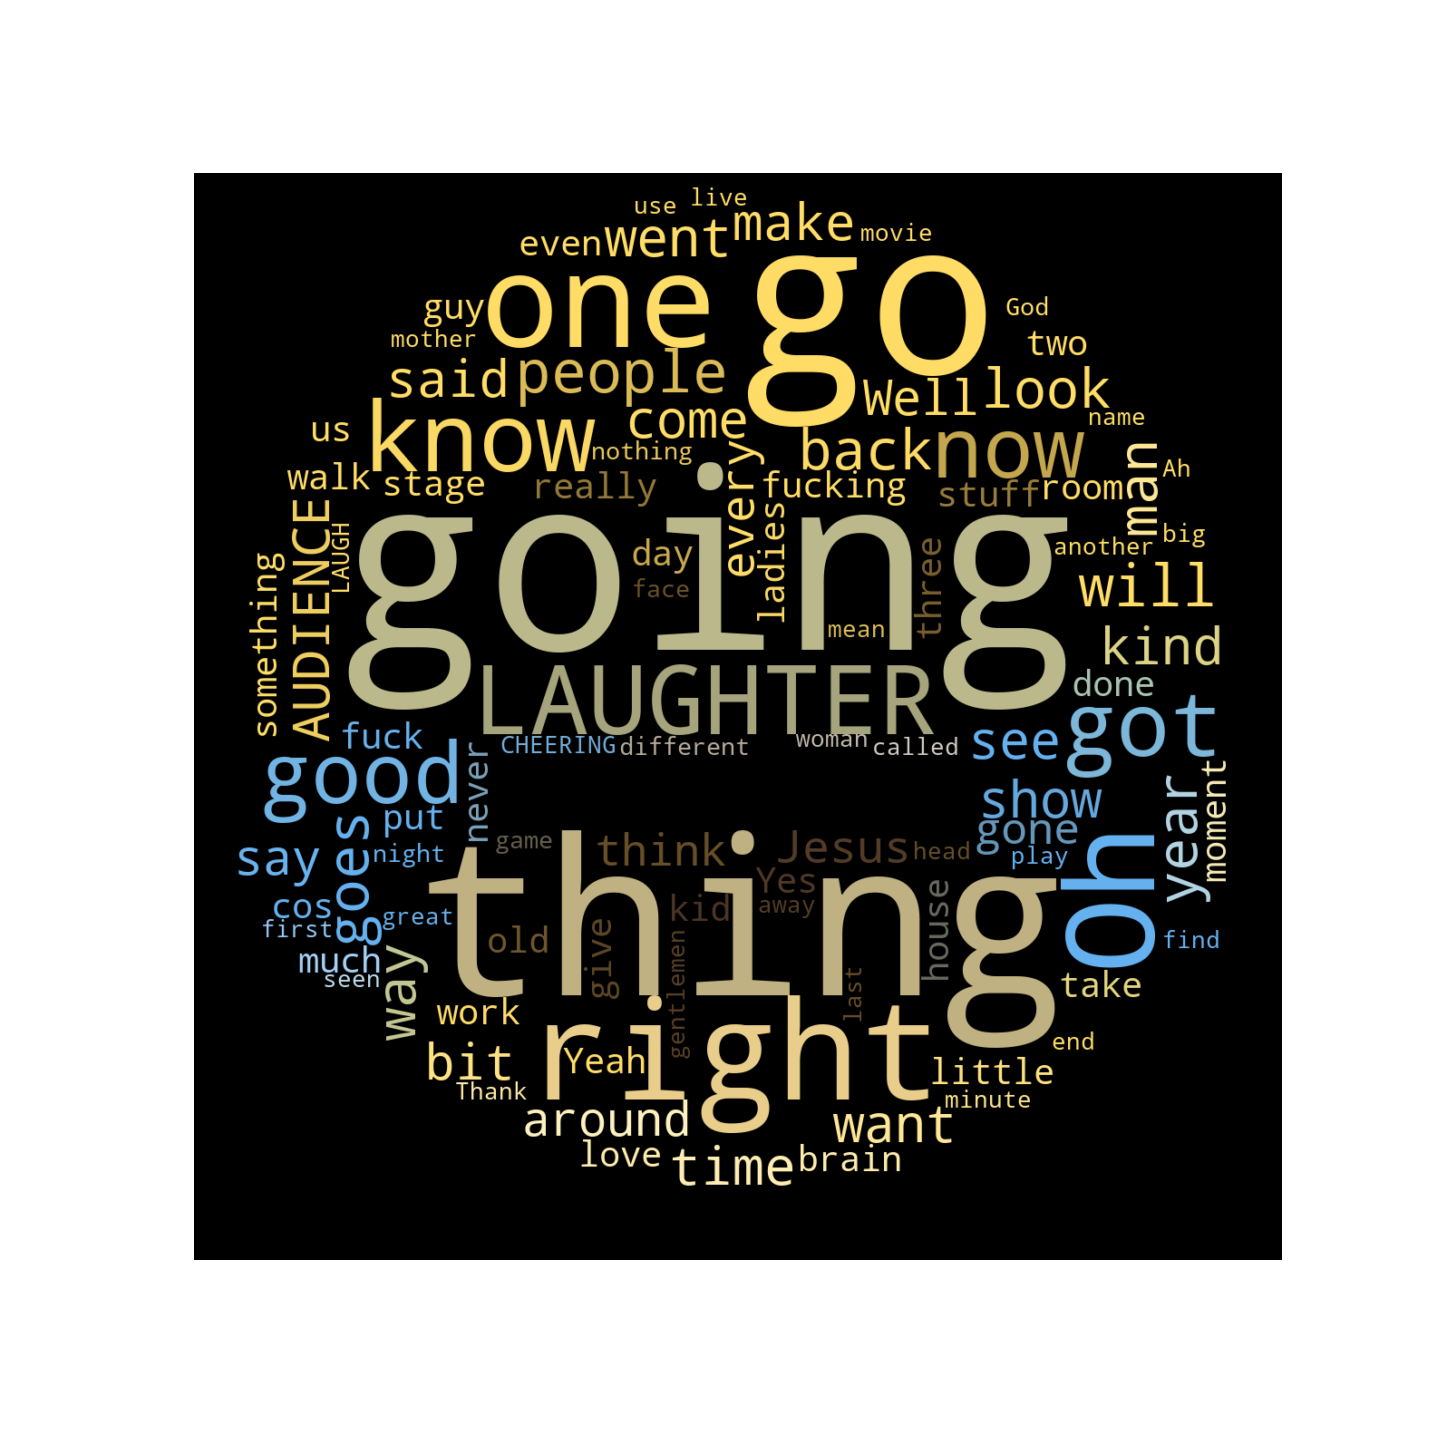 use live
even went make movie
one go
guy God
mother two
said people Well look
know come back now name
us nothing
walk stage really every fucking stuff room man Ah
AUDIENCE LAUGH going ladies three another big
something day will
face mean
LAUGHTER kind
done
fuck CHEERING different woman called see got
good never year moment
put show
goes game think Jesus head gone
say night play Oh
thing Yes
cos kid away house
first great find
much old give gentlemen
seen way last take
work right
bit Yeah end
Thank little
around minute
want
love time brain